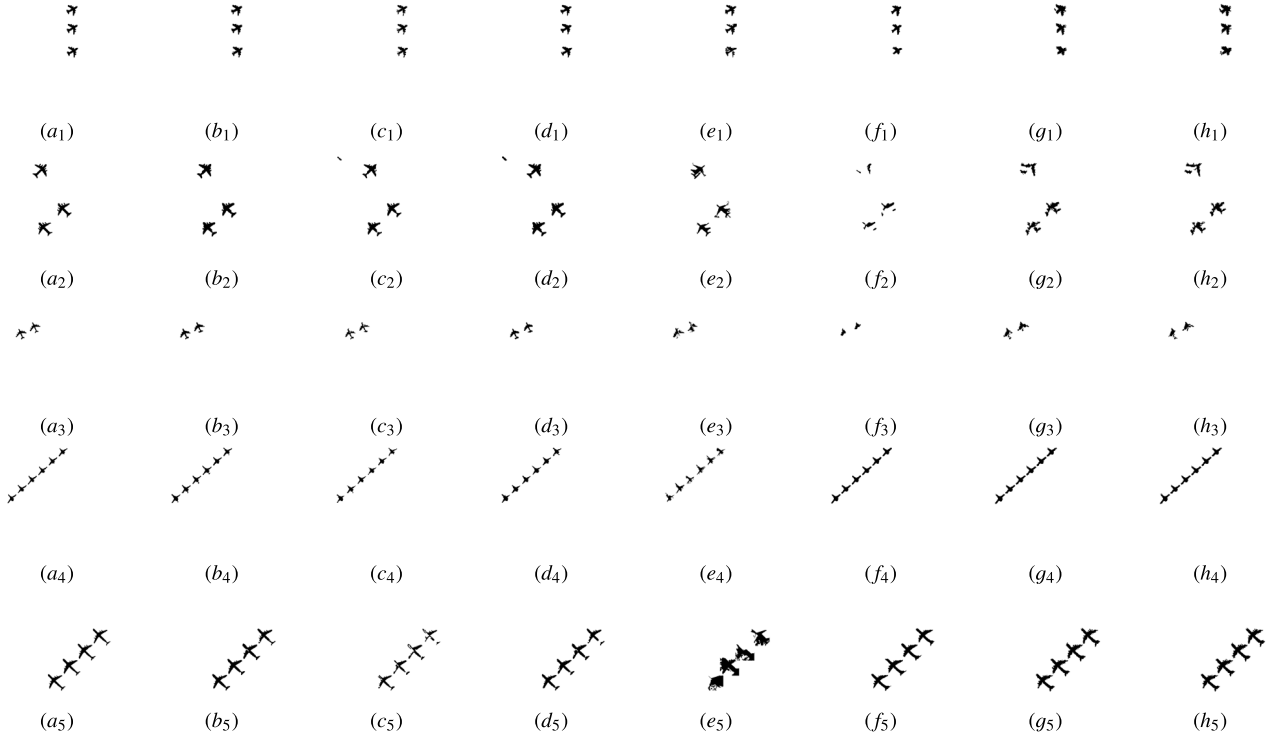 (a₁) (b₁) (c₁) (d₁) (e₁) (f₁) (g₁) (h₁)
(a₂) (b₂) (c₂) (d₂) (e₂) (f₂) (g₂) (h₂)
(a₃) (b₃) (c₃) (d₃) (e₃) (f₃) (g₃) (h₃)
(a₄) (b₄) (c₄) (d₄) (e₄) (f₄) (g₄) (h₄)
(a₅) (b₅) (c₅) (d₅) (e₅) (f₅) (g₅) (h₅)